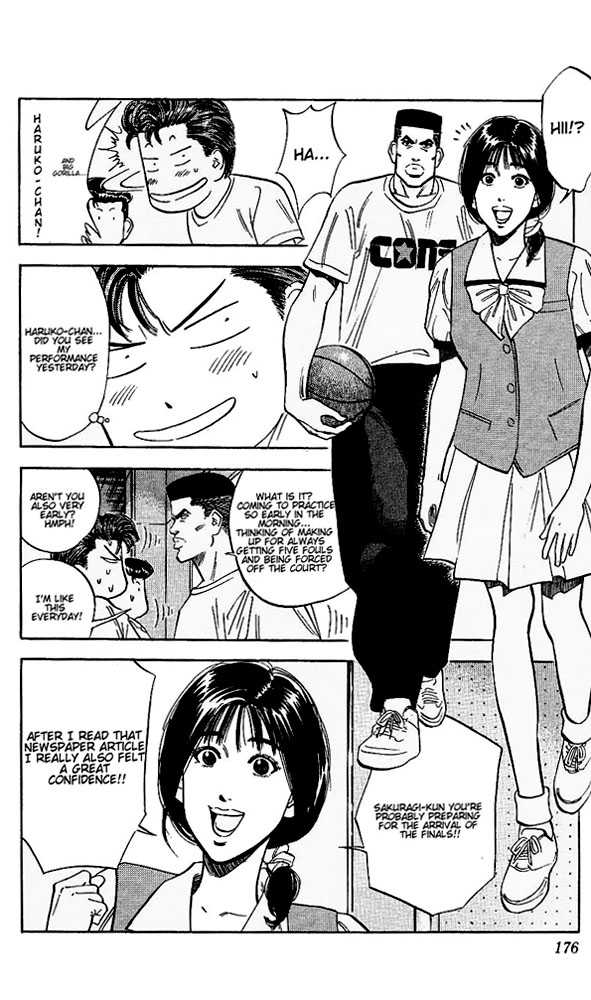 HII!?
HA...
CON
AND
BIG
GORILLA...
HARUKO-CHAN!
HARUKO-CHAN...
DID YOU SEE
MY
PERFORMANCE
YESTERDAY?
WHAT IS IT?
COMING TO PRACTICE
SO EARLY IN THE
MORNING...
THINKING OF MAKING
UP FOR ALWAYS
GETTING FIVE FOULS
AND BEING FORCED
OFF THE COURT?
AREN'T YOU
ALSO VERY
EARLY?
HMPH!
I'M LIKE
THIS
EVERYDAY!
SAKURAGI-KUN YOU'RE
PROBABLY PREPARING
FOR THE ARRIVAL OF
THE FINALS!!
AFTER I READ THAT
NEWSPAPER ARTICLE
I REALLY ALSO FELT
A GREAT
CONFIDENCE!!
176